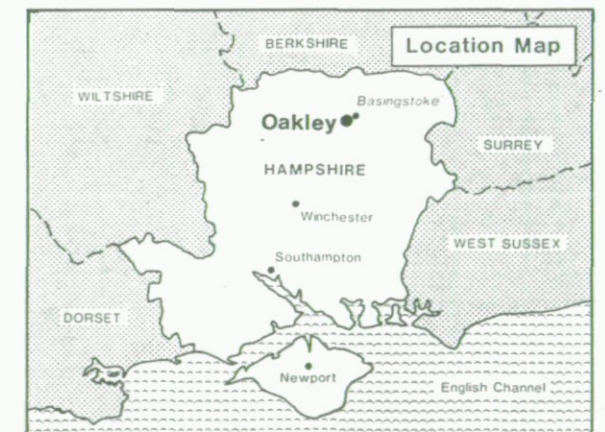 BERKSHIRE
Location Map
WILTSHIRE
Basingstoke
Oakley
SURREY
HAMPSHIRE
Winchester
WEST SUSSEX
Southampton
DORSET
Newport
English Channel